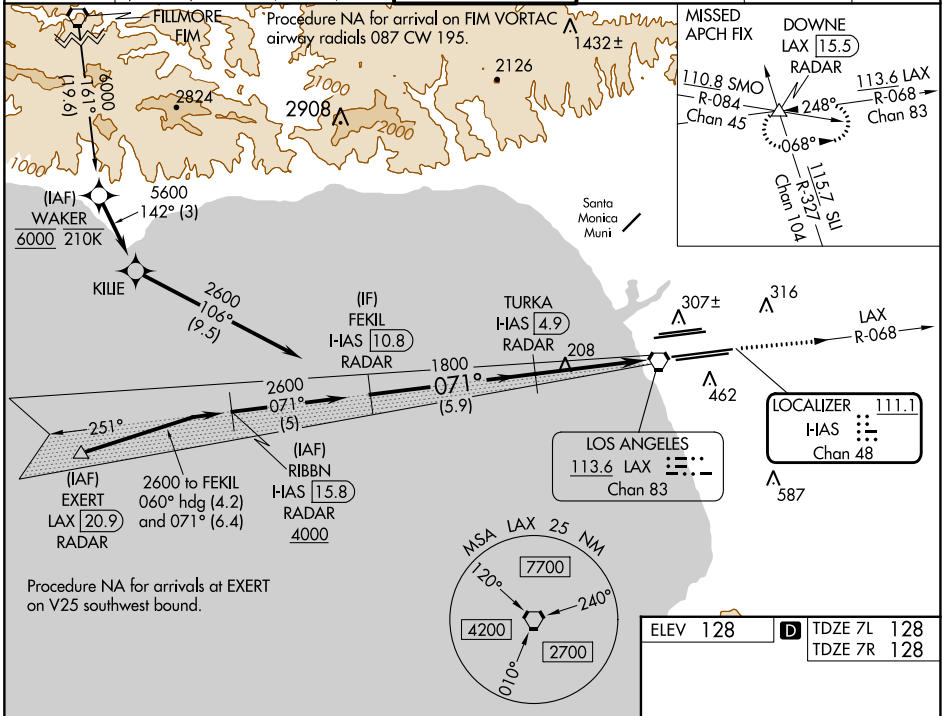 FILLMORE
FIM
Procedure NA for arrival on FIM VORTAC
airway radials 087 CW 195.
1432±
2126
2824
2908
1000
2000
1000
6000
161°
(19.6)
MISSED
APCH FIX
DOWNE
LAX 15.5
RADAR
110.8 SMO
R-084
Chan 45
113.6 LAX
R-068
Chan 83
248°
068°
115.7 SLI
R-327
Chan 104
(IAF)
WAKER
6000 210K
5600
142° (3)
KILIE
2600
106°
(9.5)
Santa
Monica
Muni
(IF)
FEKIL
I-IAS 10.8
RADAR
TURKA
I-IAS 4.9
RADAR
307±
316
LAX
R-068
208
462
1800
071°
(5.9)
2600
071°
(5)
251°
(IAF)
EXERT
LAX 20.9
RADAR
2600 to FEKIL
060° hdg (4.2)
and 071° (6.4)
(IAF)
RIBBN
I-IAS 15.8
RADAR
4000
LOS ANGELES
113.6 LAX
Chan 83
LOCALIZER 111.1
I-IAS
Chan 48
587
Procedure NA for arrivals at EXERT
on V25 southwest bound.
MSA LAX 25 NM
120°
7700
240°
4200
2700
010°
ELEV 128
D
TDZE 7L 128
TDZE 7R 128